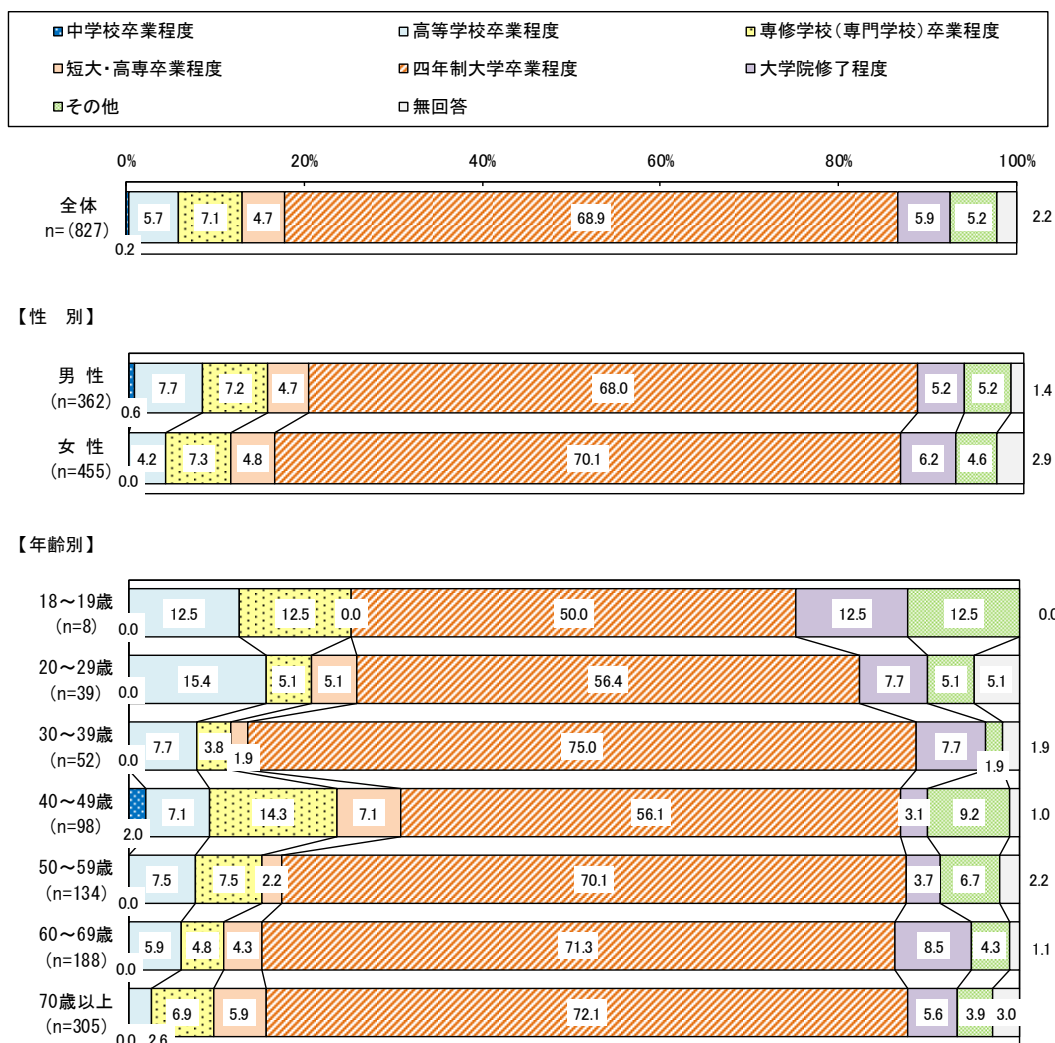 中学校卒業程度 高等学校卒業程度 専修学校(専門学校)卒業程度
短大・高専卒業程度 四年制大学卒業程度 大学院修了程度
その他 無回答
0% 20% 40% 60% 80% 100%
全体
n=(827)
0.2 5.7 7.1 4.7 68.9 5.9 5.2 2.2
【性 別】
男 性
(n=362)
0.6 7.7 7.2 4.7 68.0 5.2 5.2 1.4
女 性
(n=455)
0.0 4.2 7.3 4.8 70.1 6.2 4.6 2.9
【年齢別】
18～19歳
(n=8)
0.0 12.5 12.5 0.0 50.0 12.5 12.5 0.0
20～29歳
(n=39)
0.0 15.4 5.1 5.1 56.4 7.7 5.1 5.1
30～39歳
(n=52)
0.0 7.7 3.8 1.9 75.0 7.7 1.9 1.9
40～49歳
(n=98)
2.0 7.1 14.3 7.1 56.1 3.1 9.2 1.0
50～59歳
(n=134)
0.0 7.5 7.5 2.2 70.1 3.7 6.7 2.2
60～69歳
(n=188)
0.0 5.9 4.8 4.3 71.3 8.5 4.3 1.1
70歳以上
(n=305)
0.0 2.6 6.9 5.9 72.1 5.6 3.9 3.0